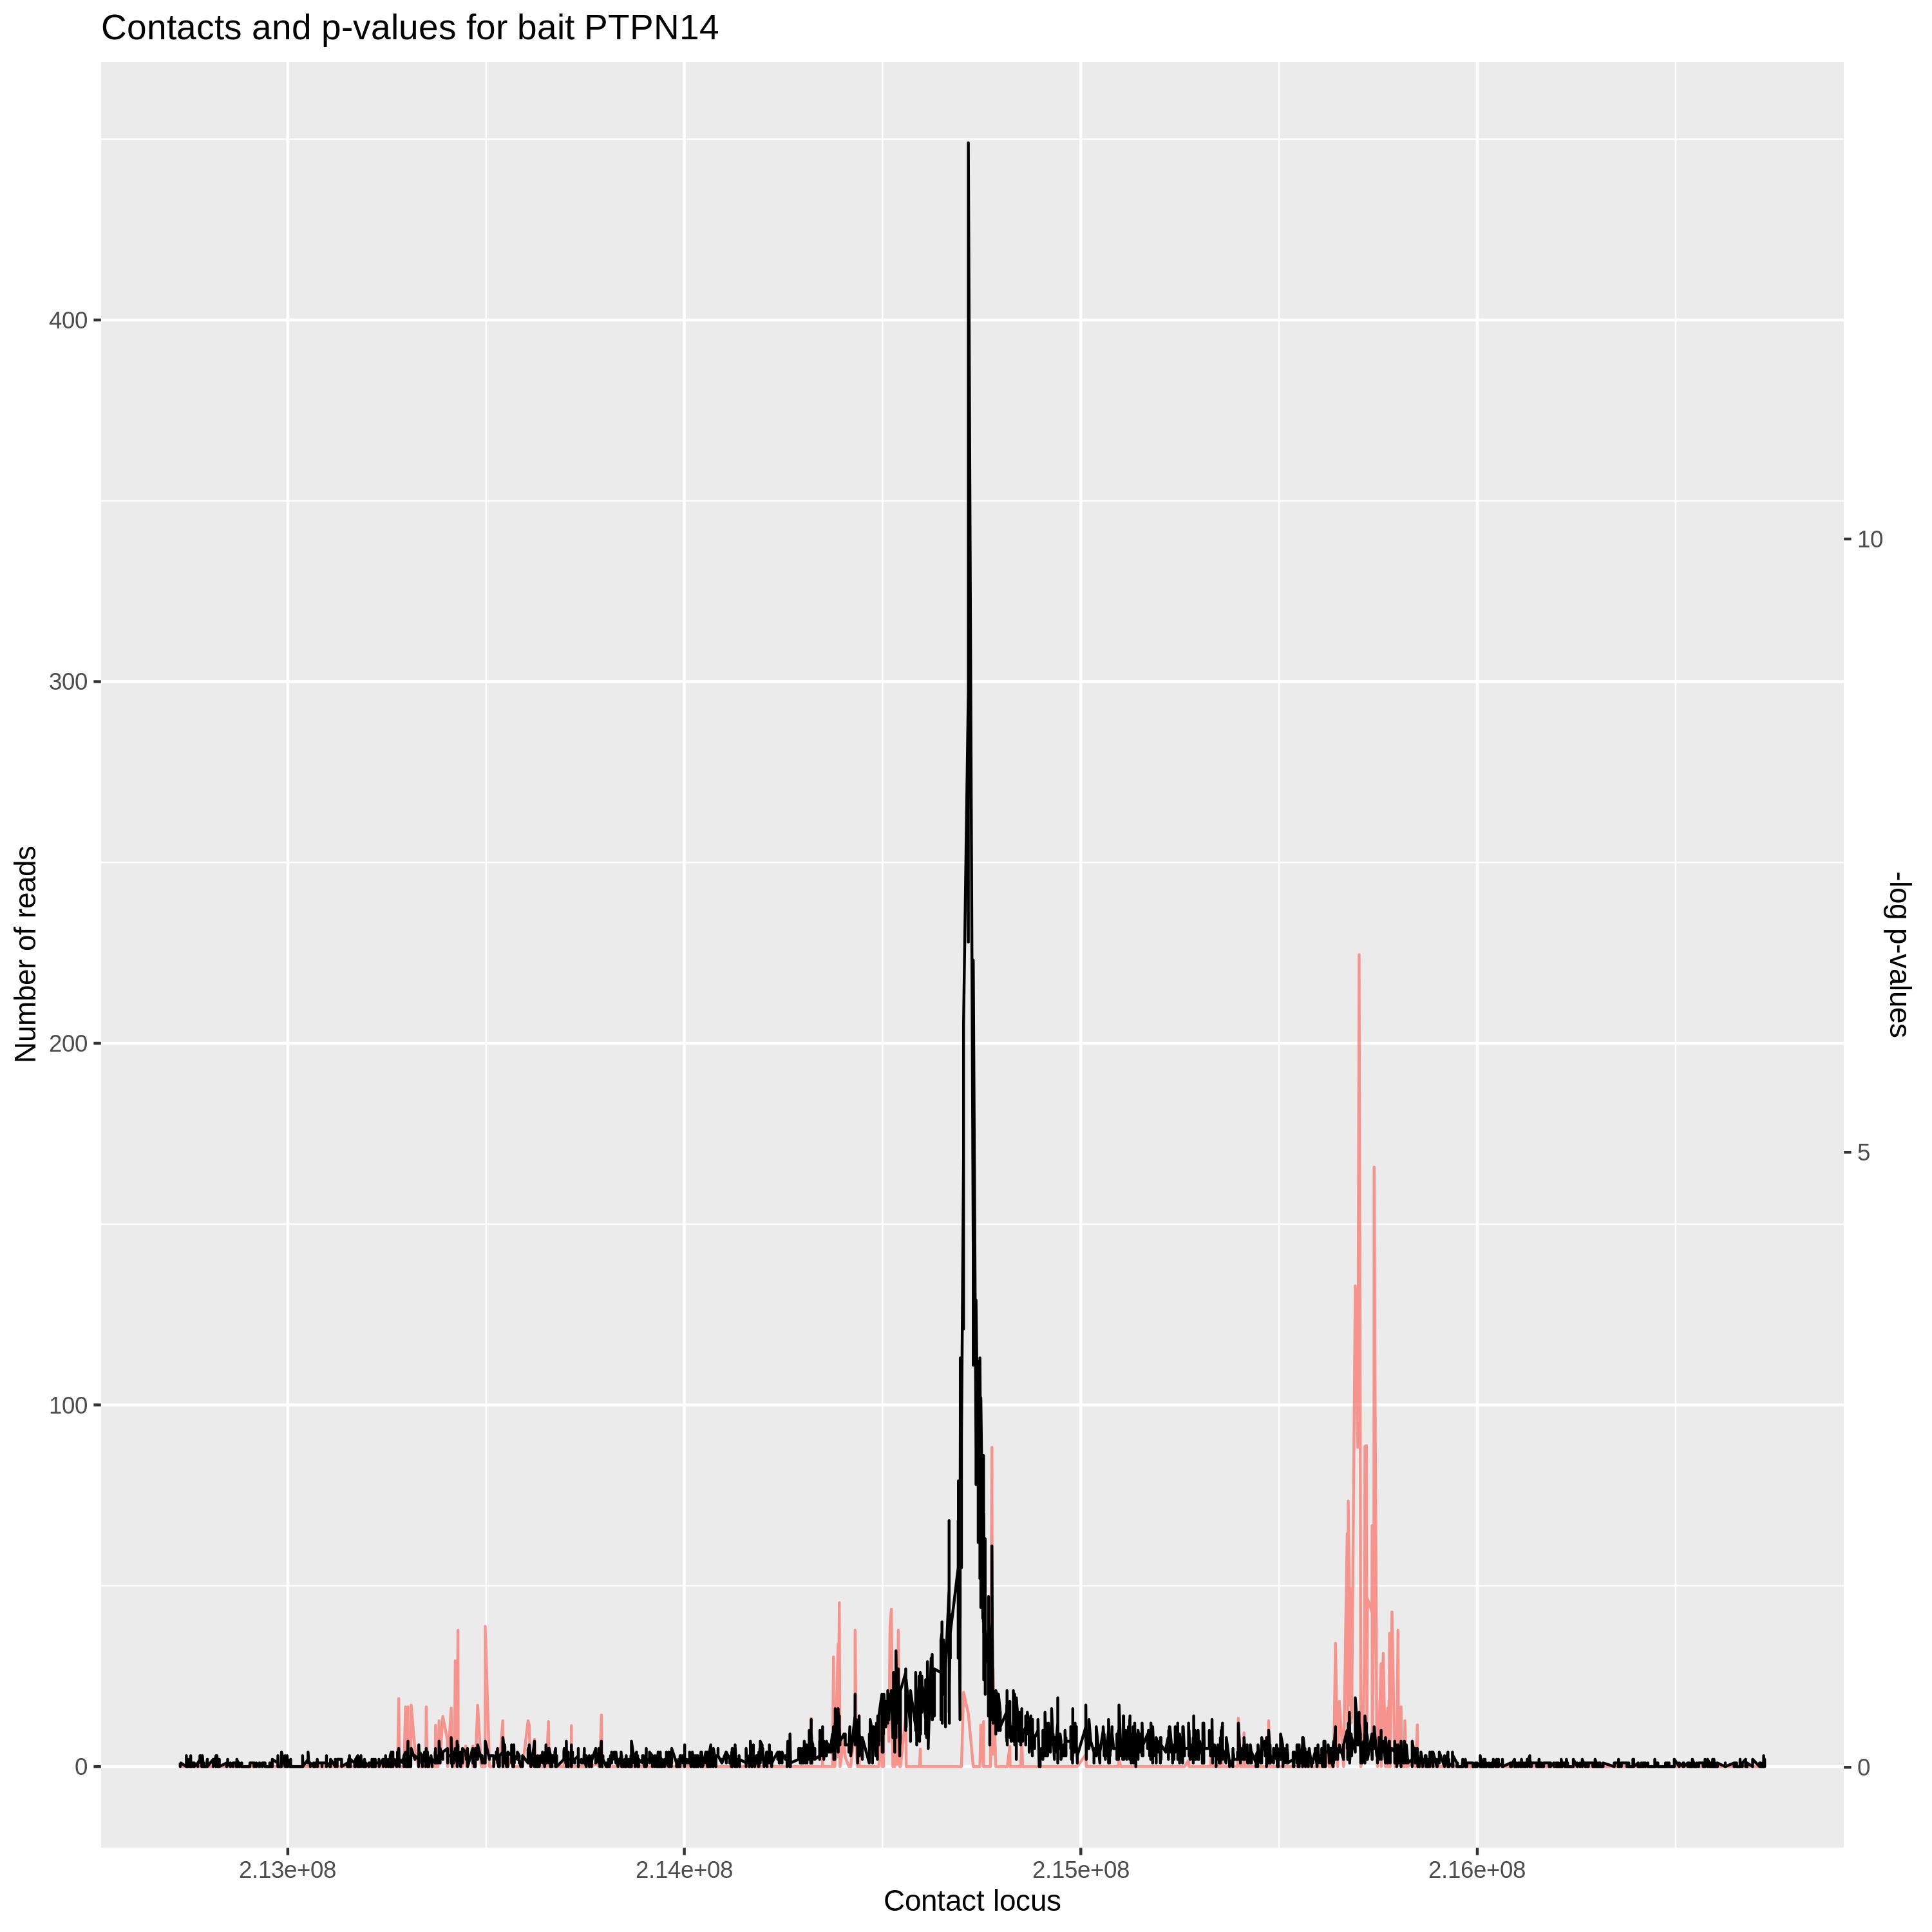 Contacts and p-values for bait PTPN14
400
300
200
100
0
Number of reads
10
5
0
-log p-values
2.13e+08
2.14e+08
2.15e+08
2.16e+08
Contact locus